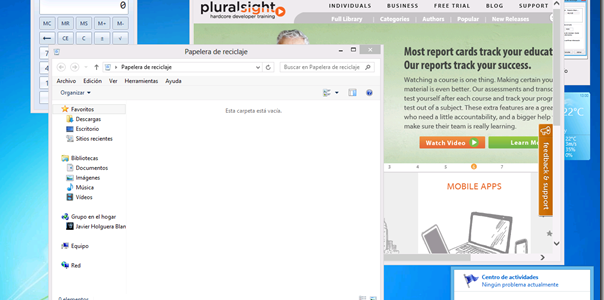 0
MC MR MS M+ M-
← CE C ± √
pluralsight
hardcore developer training
INDIVIDUALS BUSINESS FREE TRIAL BLOG SUPPORT
Full Library | Categories | Authors | Popular | New Releases
Papelera de reciclaje
Papelera de reciclaje
Buscar en Papelera de reciclaje
Archivo Edición Ver Herramientas Ayuda
Organizar
Favoritos
Descargas
Escritorio
Sitios recientes
Bibliotecas
Documentos
Imágenes
Música
Vídeos
Grupo en el hogar
Javier Holguera Blan
Equipo
Red
Esta carpeta está vacía.
0 elementos
Most report cards track your educat
Our reports track your success.
Watching a course is one thing. Making certain you
material is even better. Our assessments and transc
test yourself after each course and track your progr
test out of a subject. These extra features are a grea
who need a little accountability, and a bigger help
make sure their team is really learning.
Watch Video
Learn Mo
feedback & support
3 4 5 6 7
MOBILE APPS
22°C
Centro de actividades
Ningún problema actualmente